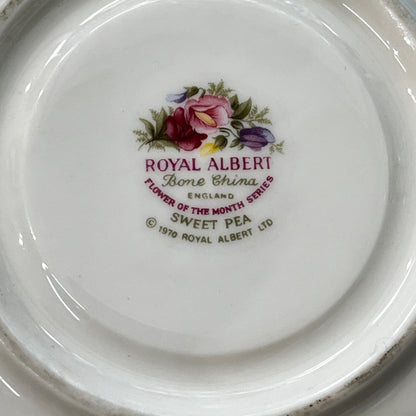 ROYAL ALBERT
Bone China
ENGLAND
FLOWER OF THE MONTH SERIES
SWEET PEA
© 1970 ROYAL ALBERT LTD